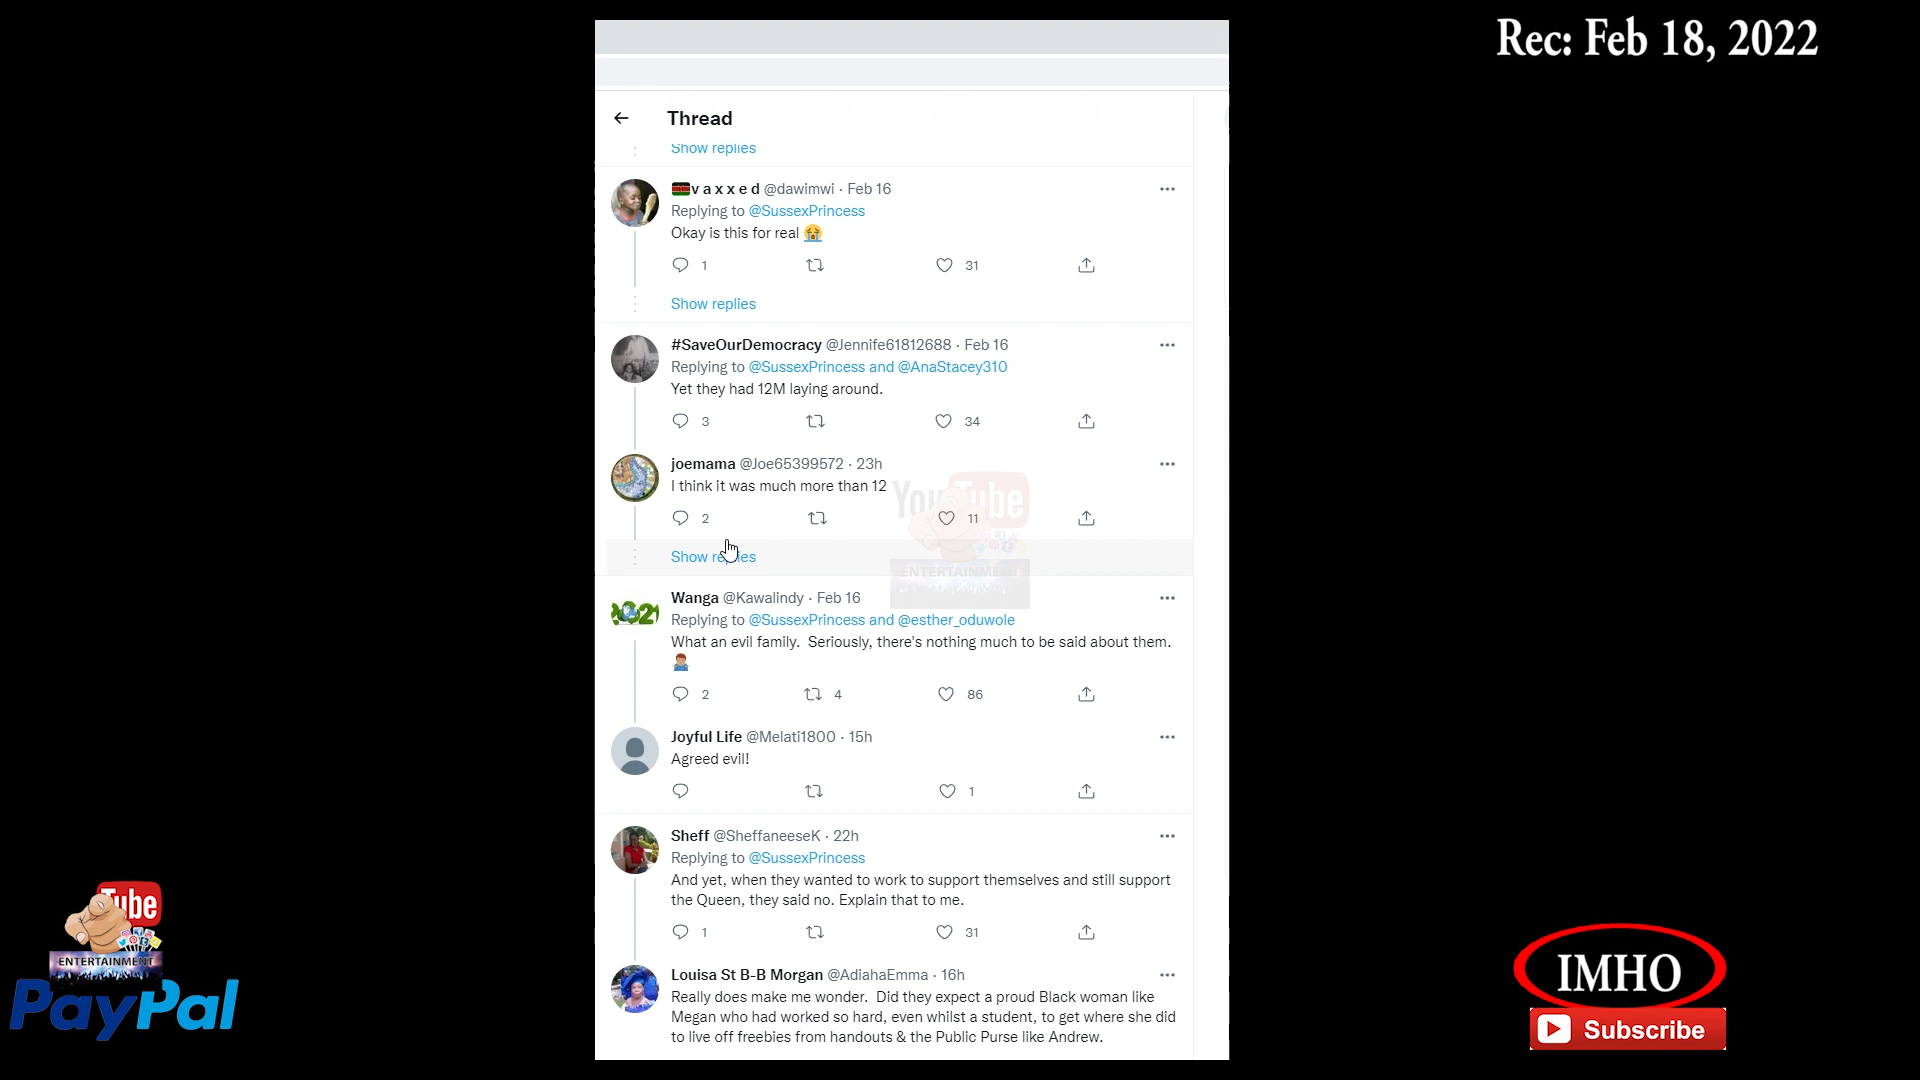 Rec: Feb 18, 2022
Thread
Show replies
v a x x e d @dawimwi · Feb 16
Replying to @SussexPrincess
Okay is this for real 😭
1 31
Show replies
#SaveOurDemocracy @Jennife61812688 · Feb 16
Replying to @SussexPrincess and @AnaStacey310
Yet they had 12M laying around.
3 34
joemama @Joe65399572 · 23h
I think it was much more than 12
2 11
YouTube
ENTERTAINMENT
Show replies
Wanga @Kawalindy · Feb 16
Replying to @SussexPrincess and @esther_oduwole
What an evil family.  Seriously, there's nothing much to be said about them.
2 4 86
Joyful Life @Melati1800 · 15h
Agreed evil!
1
Sheff @SheffaneeseK · 22h
Replying to @SussexPrincess
And yet, when they wanted to work to support themselves and still support
the Queen, they said no. Explain that to me.
1 31
Louisa St B-B Morgan @AdiahaEmma · 16h
Really does make me wonder.  Did they expect a proud Black woman like
Megan who had worked so hard, even whilst a student, to get where she did
to live off freebies from handouts & the Public Purse like Andrew.
Tube
ENTERTAINMENT
PayPal
IMHO
Subscribe